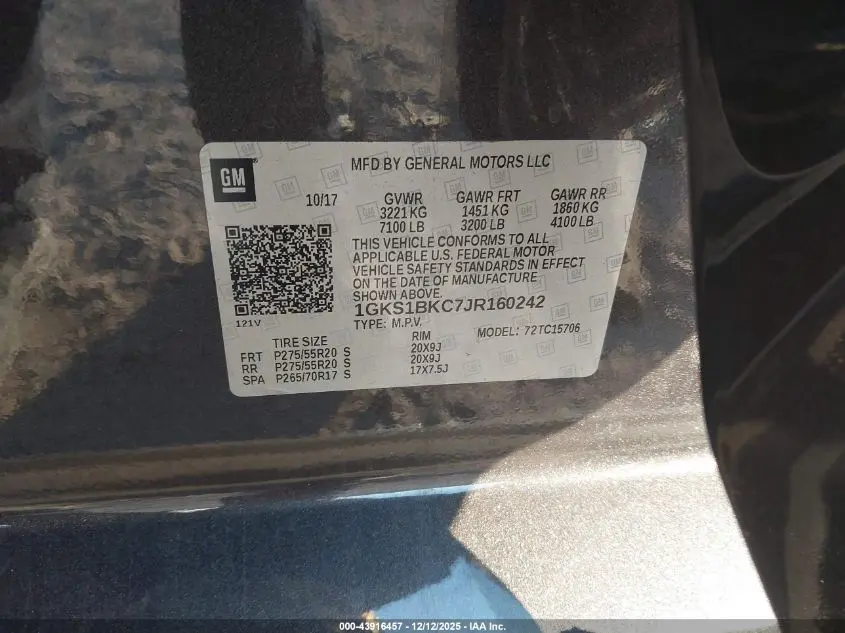 GM
MFD BY GENERAL MOTORS LLC
10/17 GVWR GAWR FRT GAWR RR
3221 KG 1451 KG 1860 KG
7100 LB 3200 LB 4100 LB
THIS VEHICLE CONFORMS TO ALL
APPLICABLE U.S. FEDERAL MOTOR
VEHICLE SAFETY STANDARDS IN EFFECT
ON THE DATE OF MANUFACTURE
SHOWN ABOVE.
1GKS1BKC7JR160242
121V
TYPE: M.P.V. MODEL: 72TC15706
TIRE SIZE RIM
FRT P275/55R20 S 20X9J
RR P275/55R20 S 20X9J
SPA P265/70R17 S 17X7.5J
000-43916457 - 12/12/2025 - IAA Inc.